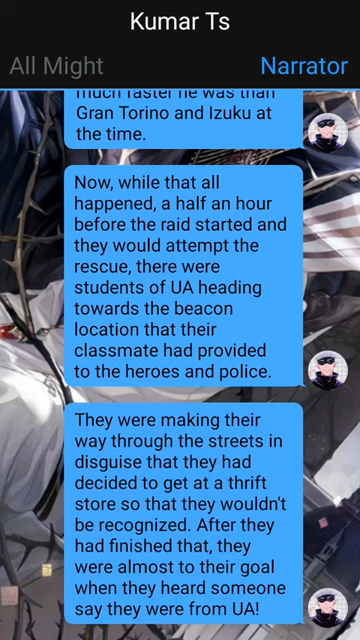 Kumar Ts
All Might
Narrator
much faster he was than
Gran Torino and Izuku at
the time.
Now, while that all
happened, a half an hour
before the raid started and
they would attempt the
rescue, there were
students of UA heading
towards the beacon
location that their
classmate had provided
to the heroes and police.
They were making their
way through the streets in
disguise that they had
decided to get at a thrift
store so that they wouldn't
be recognized. After they
had finished that, they
were almost to their goal
when they heard someone
say they were from UA!